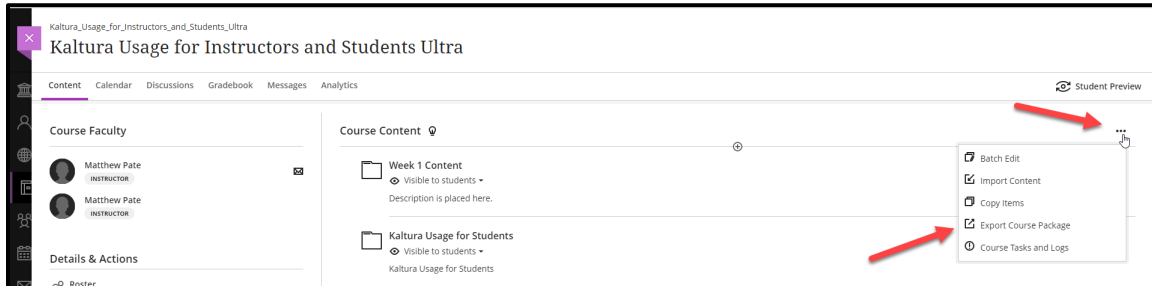 Kaltura_Usage_for_Instructors_and_Students_Ultra
Kaltura Usage for Instructors and Students Ultra
Content Calendar Discussions Gradebook Messages Analytics
Student Preview
Course Faculty
Matthew Pate
INSTRUCTOR
Matthew Pate
INSTRUCTOR
Details & Actions
Roster
Course Content
Week 1 Content
Visible to students
Description is placed here.
Kaltura Usage for Students
Visible to students
Kaltura Usage for Students
Batch Edit
Import Content
Copy Items
Export Course Package
Course Tasks and Logs